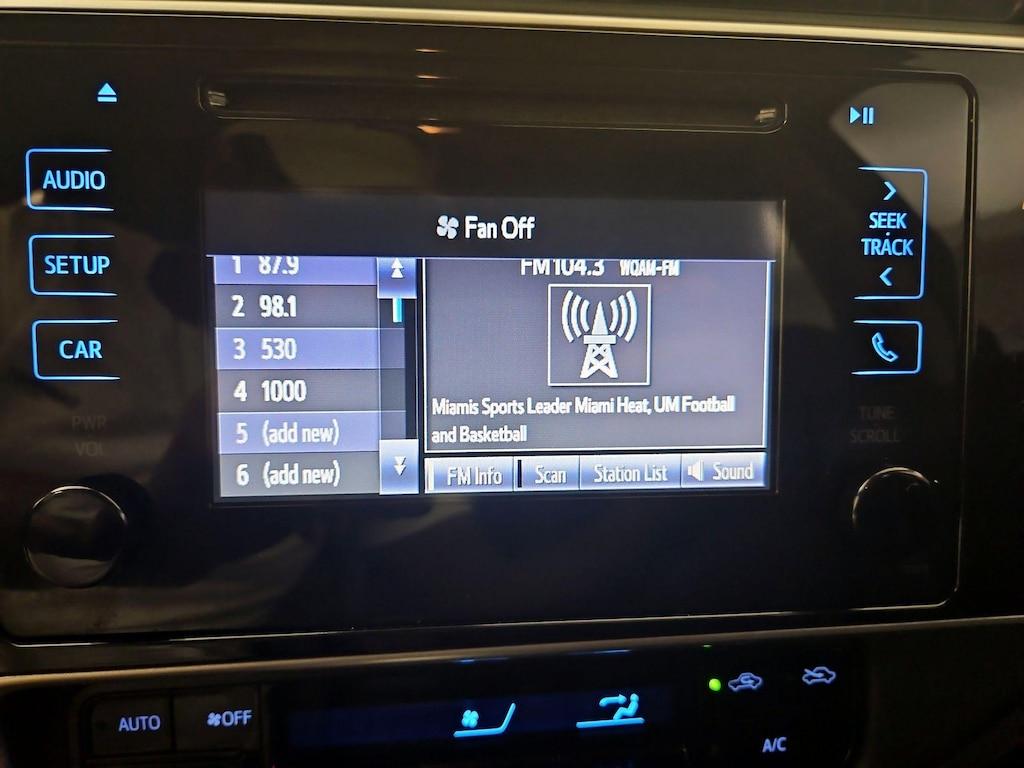 AUDIO
SETUP
CAR
PWR
VOL
Fan Off
1 87.9
2 98.1
3 530
4 1000
5 (add new)
6 (add new)
FM 104.3 WQAM-FM
Miamis Sports Leader Miami Heat, UM Football
and Basketball
FM Info
Scan
Station List
Sound
SEEK
TRACK
TUNE
SCROLL
AUTO
OFF
A/C